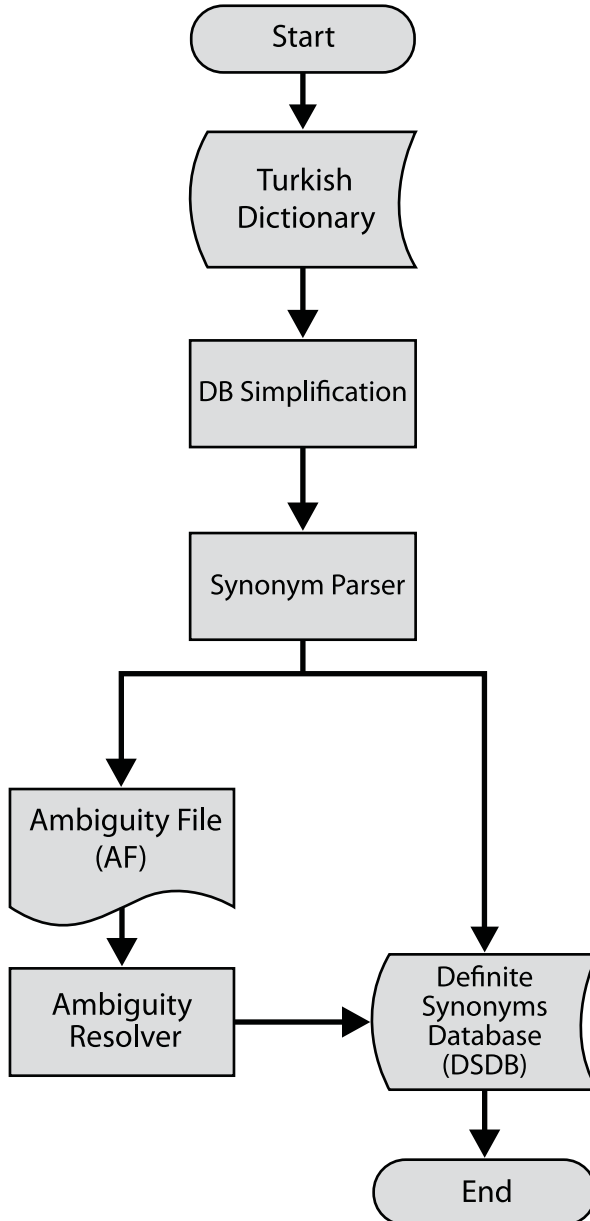 Start
Turkish
Dictionary
DB Simplification
Synonym Parser
Ambiguity File
(AF)
Ambiguity
Resolver
Definite
Synonyms
Database
(DSDB)
End